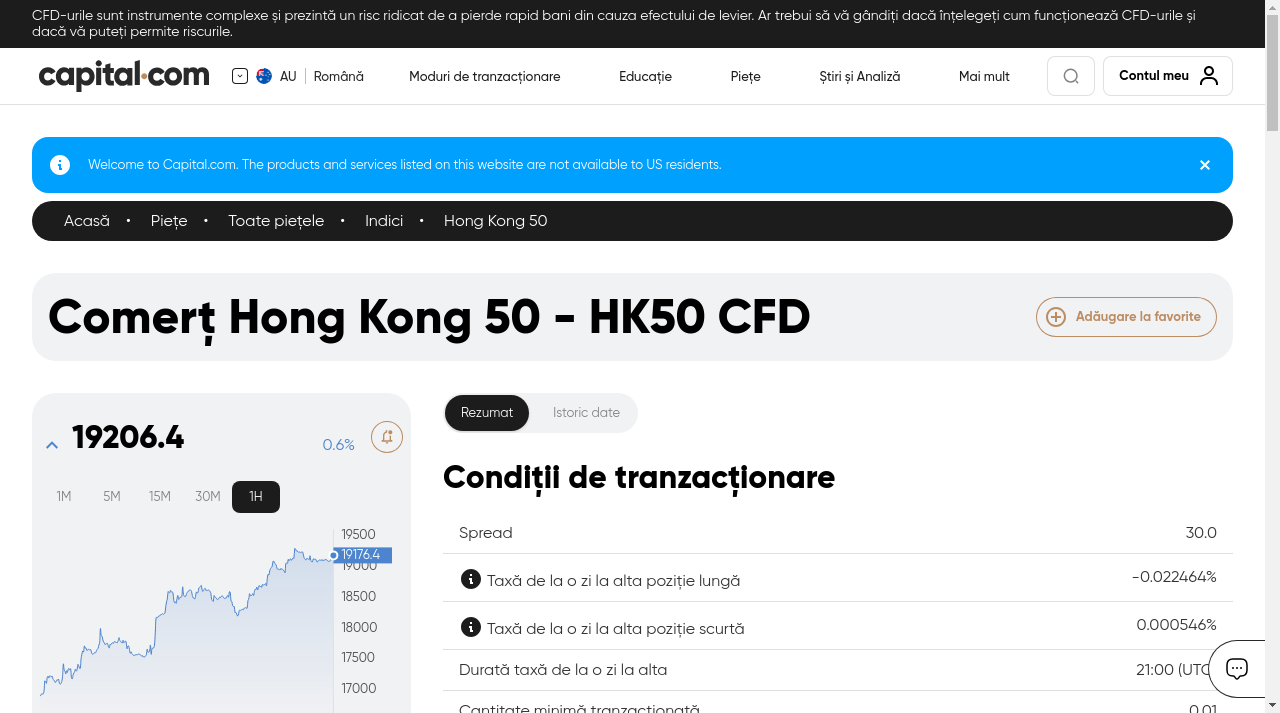 CFD-urile sunt instrumente complexe și prezintă un risc ridicat de a pierde rapid bani din cauza efectului de levier. Ar trebui să vă gândiți dacă înțelegeți cum funcționează CFD-urile și
dacă vă puteți permite riscurile.
capital.com
AU
Română
Moduri de tranzacționare
Educație
Piețe
Știri și Analiză
Mai mult
Contul meu
Welcome to Capital.com. The products and services listed on this website are not available to US residents.
Acasă • Piețe • Toate piețele • Indici • Hong Kong 50
Comerț Hong Kong 50 - HK50 CFD
Adăugare la favorite
19206.4
0.6%
1M 5M 15M 30M 1H
19500
19176.4
19000
18500
18000
17500
17000
Rezumat
Istoric date
Condiții de tranzacționare
Spread 30.0
Taxă de la o zi la alta poziție lungă -0.022464%
Taxă de la o zi la alta poziție scurtă 0.000546%
Durată taxă de la o zi la alta 21:00 (UTC
Cantitate minimă tranzacționată 0.01